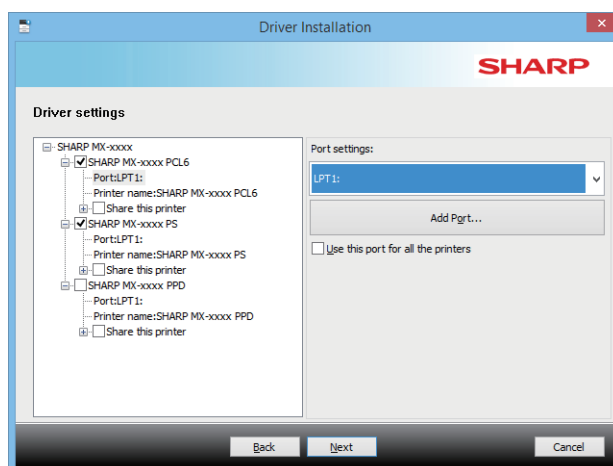 Driver Installation
SHARP
Driver settings
SHARP MX-xxxx
SHARP MX-xxxx PCL6
Port:LPT1:
Printer name:SHARP MX-xxxx PCL6
Share this printer
SHARP MX-xxxx PS
Port:LPT1:
Printer name:SHARP MX-xxxx PS
Share this printer
SHARP MX-xxxx PPD
Port:LPT1:
Printer name:SHARP MX-xxxx PPD
Share this printer
Port settings:
LPT1:
Add Port...
Use this port for all the printers
Back Next Cancel